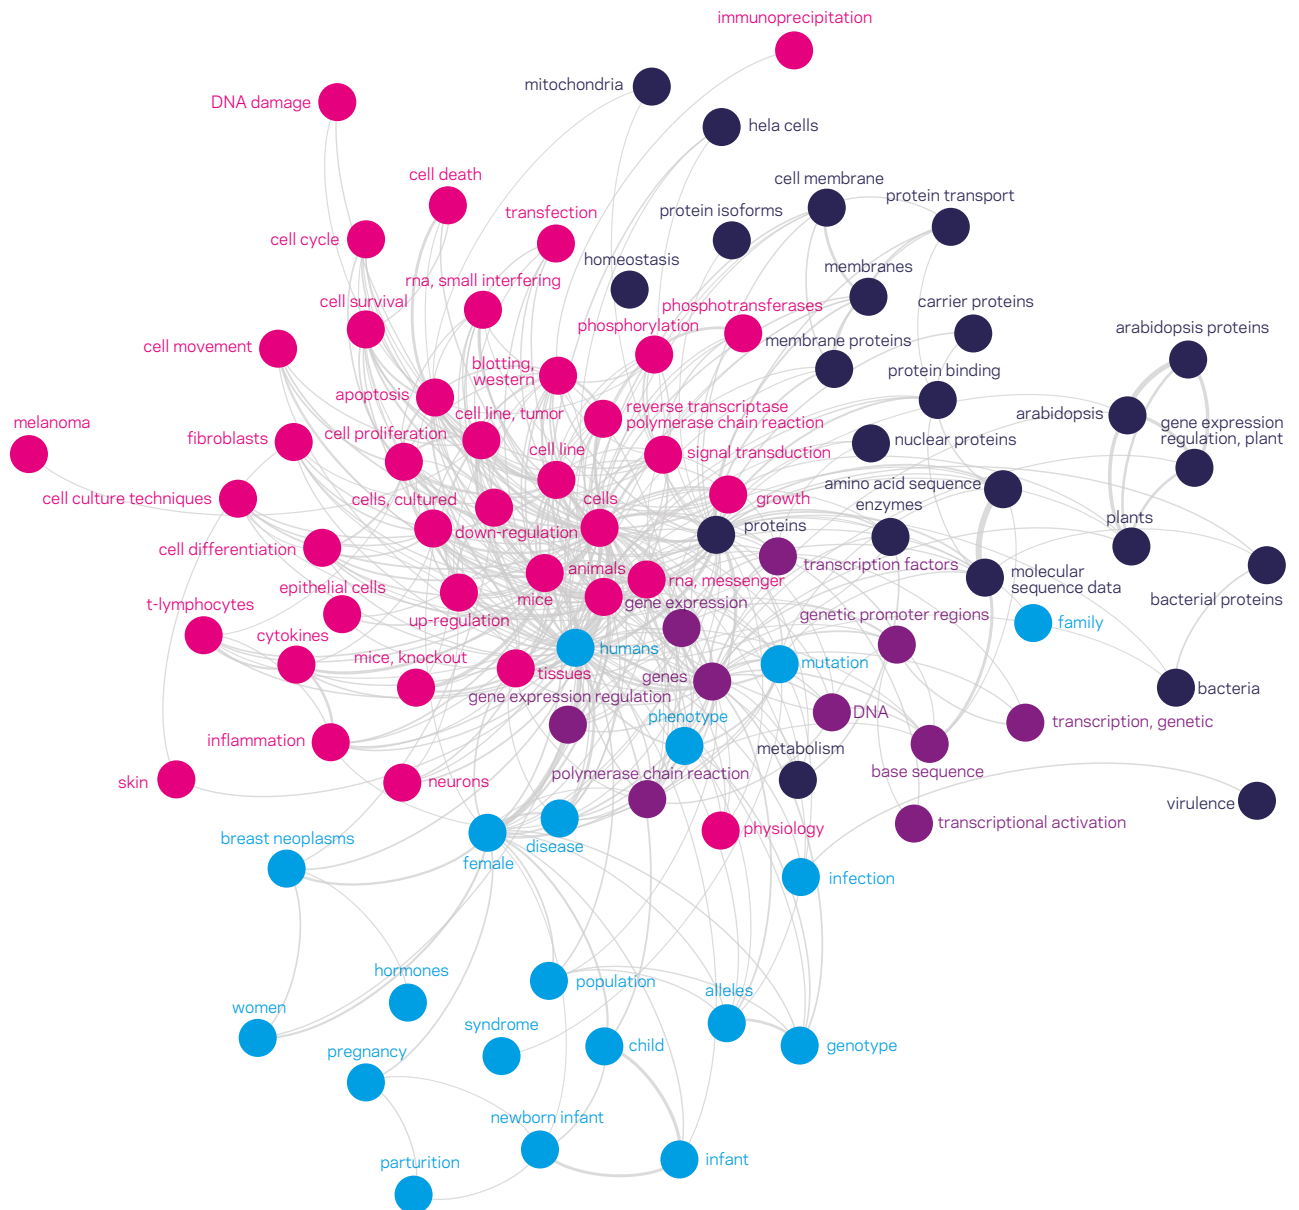 immunoprecipitation
mitochondria
DNA damage
hela cells
cell death
cell membrane
protein transport
transfection
protein isoforms
cell cycle
homeostasis
membranes
rna, small interfering
cell survival
phosphotransferases
carrier proteins
phosphorylation
arabidopsis proteins
cell movement
membrane proteins
blotting,
western
protein binding
apoptosis
reverse transcriptase
polymerase chain reaction
cell line, tumor
arabidopsis
melanoma
gene expression
regulation, plant
fibroblasts
cell proliferation
nuclear proteins
cell line
signal transduction
amino acid sequence
cell culture techniques
cells, cultured
cells
growth
enzymes
plants
down-regulation
proteins
cell differentiation
transcription factors
animals
rna, messenger
molecular
sequence data
epithelial cells
mice
bacterial proteins
t-lymphocytes
gene expression
genetic promoter regions
up-regulation
family
cytokines
humans
mice, knockout
mutation
tissues
genes
bacteria
gene expression regulation
phenotype
DNA
transcription, genetic
inflammation
metabolism
polymerase chain reaction
base sequence
skin
neurons
virulence
breast neoplasms
physiology
transcriptional activation
disease
female
infection
hormones
population
alleles
women
syndrome
child
genotype
pregnancy
newborn infant
parturition
infant